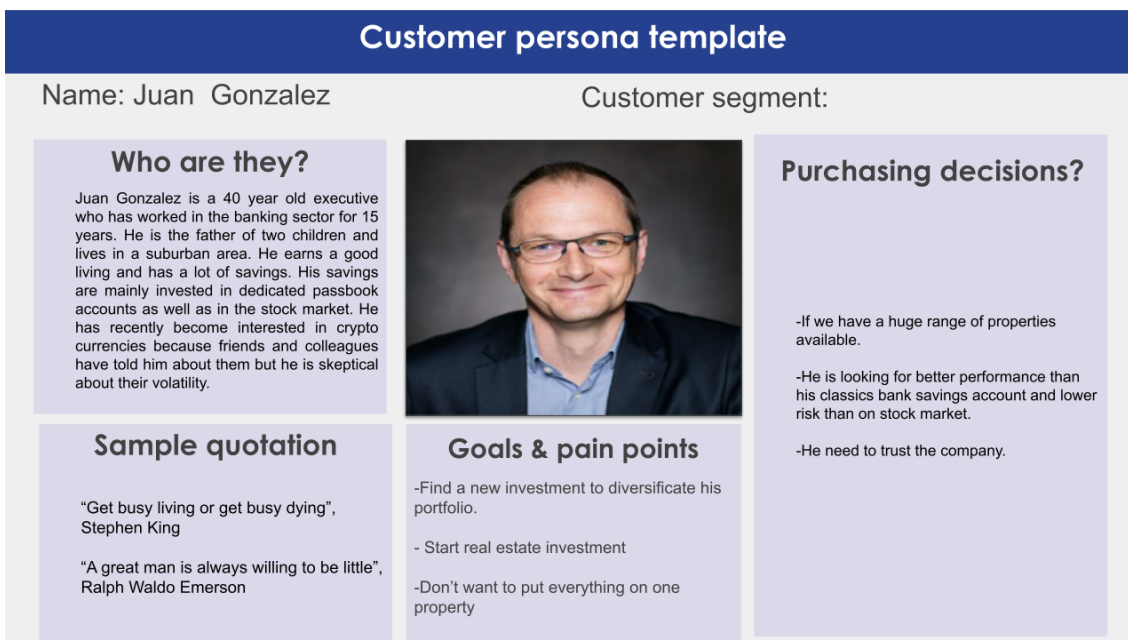 Customer persona template
Name: Juan  Gonzalez
Customer segment:
Who are they?
Juan Gonzalez is a 40 year old executive
who has worked in the banking sector for 15
years. He is the father of two children and
lives in a suburban area. He earns a good
living and has a lot of savings. His savings
are mainly invested in dedicated passbook
accounts as well as in the stock market. He
has recently become interested in crypto
currencies because friends and colleagues
have told him about them but he is skeptical
about their volatility.
Sample quotation
“Get busy living or get busy dying”,
Stephen King
“A great man is always willing to be little”,
Ralph Waldo Emerson
Goals & pain points
-Find a new investment to diversificate his
portfolio.
- Start real estate investment
-Don’t want to put everything on one
property
Purchasing decisions?
-If we have a huge range of properties
available.
-He is looking for better performance than
his classics bank savings account and lower
risk than on stock market.
-He need to trust the company.